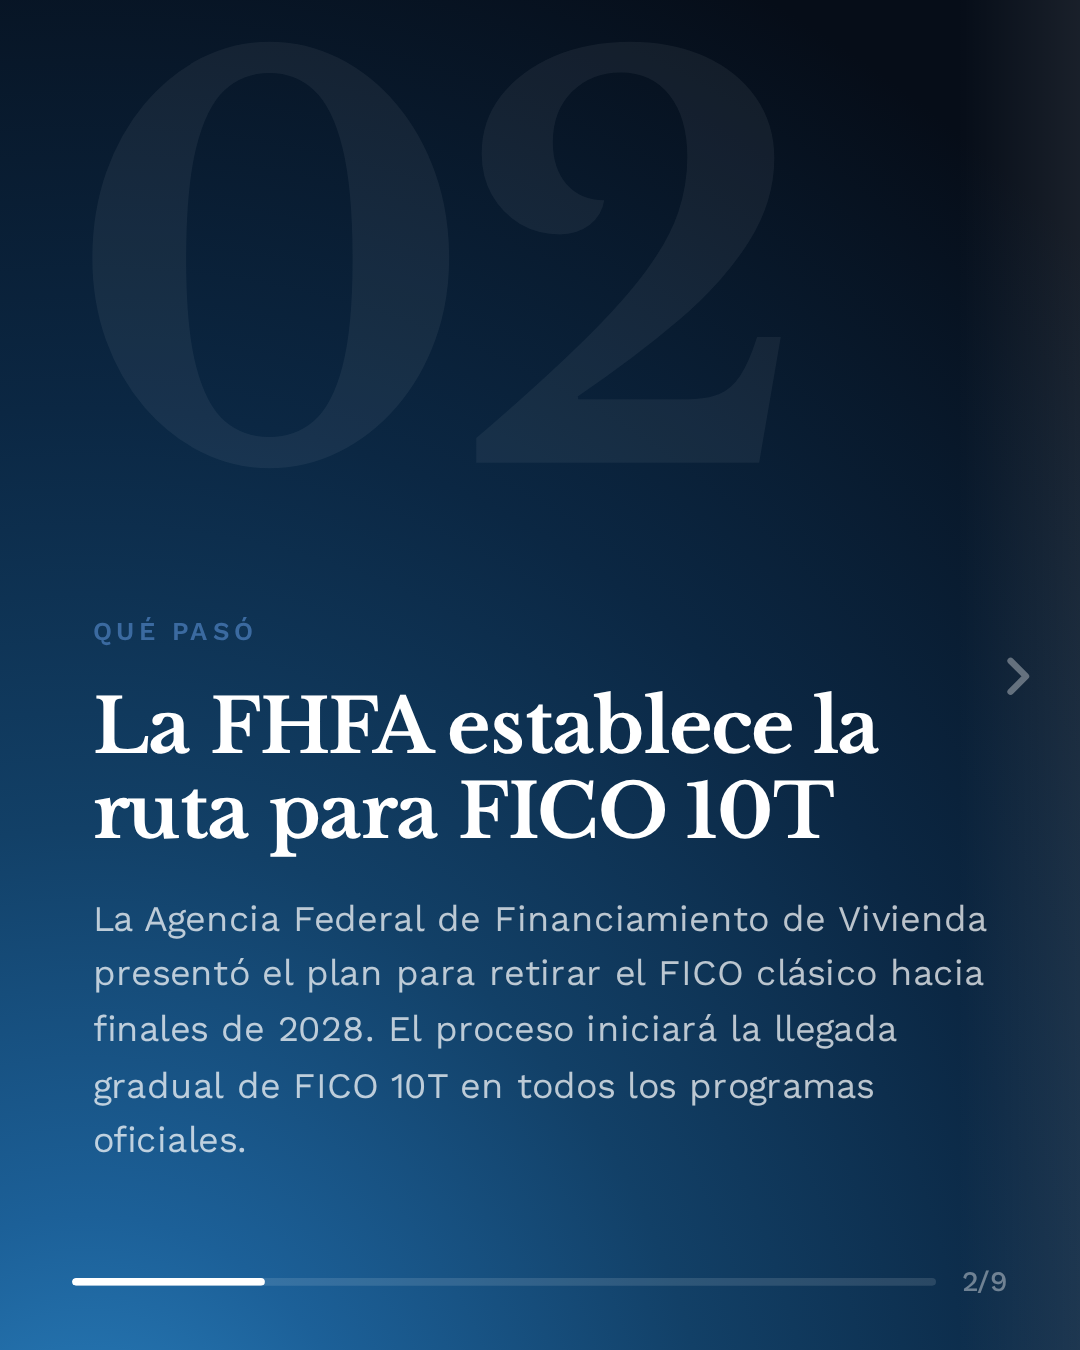 02
QUÉ PASÓ
La FHFA establece la
ruta para FICO 10T
La Agencia Federal de Financiamiento de Vivienda
presentó el plan para retirar el FICO clásico hacia
finales de 2028. El proceso iniciará la llegada
gradual de FICO 10T en todos los programas
oficiales.
2/9